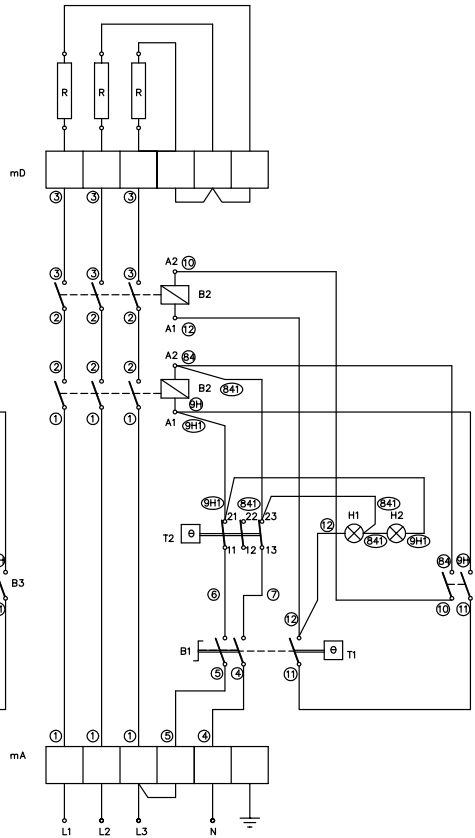 R R R
mD
3 3 3
A2 10
3 3 3
B2
2 2 2
A1 12
A2 84
2 2 2
B2 841
9H
1 1 1
A1 9H1
9H1 841
21 22 23
841
12 H1 H2
T2 θ
841 9H1
11 12 13
84 9H
B3
10 11
6 7
12
B1 θ T1
5 4 11
1 1 1 5 4
mA
L1 L2 L3 N